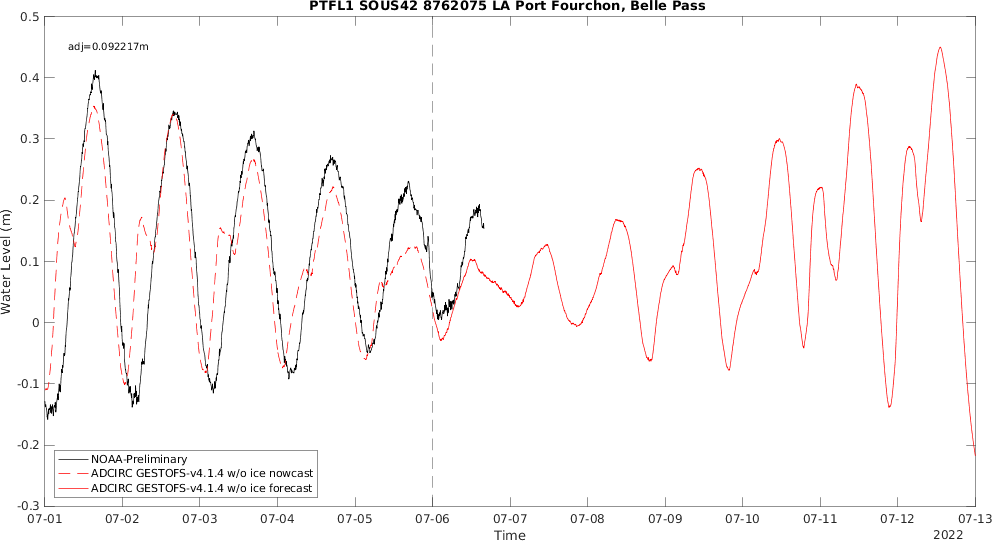 PTFL1 SOUS42 8762075 LA Port Fourchon, Belle Pass
0.5
adj=0.092217m
0.4
0.3
0.2
0.1
0
-0.1
-0.2
-0.3
Water Level (m)
NOAA-Preliminary
ADCIRC GESTOFS-v4.1.4 w/o ice nowcast
ADCIRC GESTOFS-v4.1.4 w/o ice forecast
07-01 07-02 07-03 07-04 07-05 07-06 07-07 07-08 07-09 07-10 07-11 07-12 07-13
Time
2022